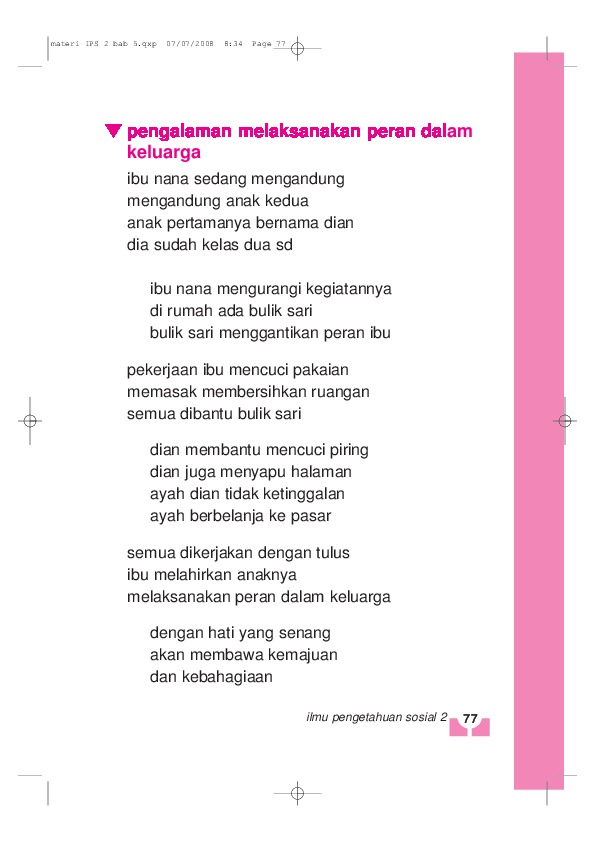 materi IPS 2 bab 5.qxp  07/07/2008  8:34  Page 77
pengalaman melaksanakan peran dalam
keluarga
ibu nana sedang mengandung
mengandung anak kedua
anak pertamanya bernama dian
dia sudah kelas dua sd
ibu nana mengurangi kegiatannya
di rumah ada bulik sari
bulik sari menggantikan peran ibu
pekerjaan ibu mencuci pakaian
memasak membersihkan ruangan
semua dibantu bulik sari
dian membantu mencuci piring
dian juga menyapu halaman
ayah dian tidak ketinggalan
ayah berbelanja ke pasar
semua dikerjakan dengan tulus
ibu melahirkan anaknya
melaksanakan peran dalam keluarga
dengan hati yang senang
akan membawa kemajuan
dan kebahagiaan
ilmu pengetahuan sosial 2 77